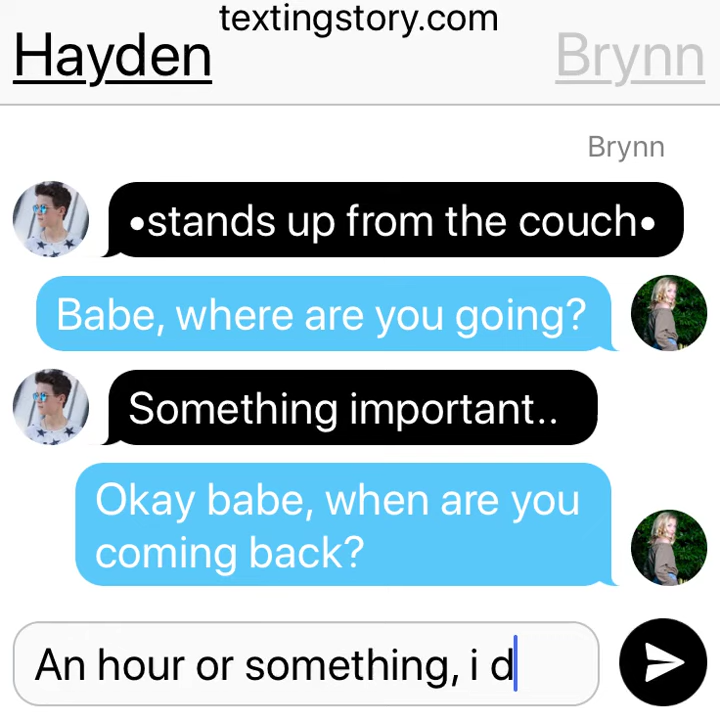 textingstory.com
Hayden
Brynn
Brynn
•stands up from the couch•
Babe, where are you going?
Something important..
Okay babe, when are you
coming back?
An hour or something, i d